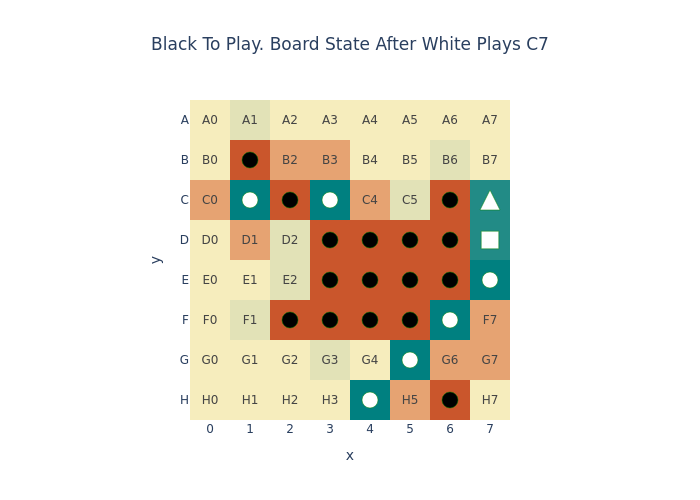 Black To Play. Board State After White Plays C7
A A0 A1 A2 A3 A4 A5 A6 A7
B B0 B2 B3 B4 B5 B6 B7
C C0 C4 C5
D D0 D1 D2
y
E E0 E1 E2
F F0 F1 F7
G G0 G1 G2 G3 G4 G6 G7
H H0 H1 H2 H3 H5 H7
0 1 2 3 4 5 6 7
x